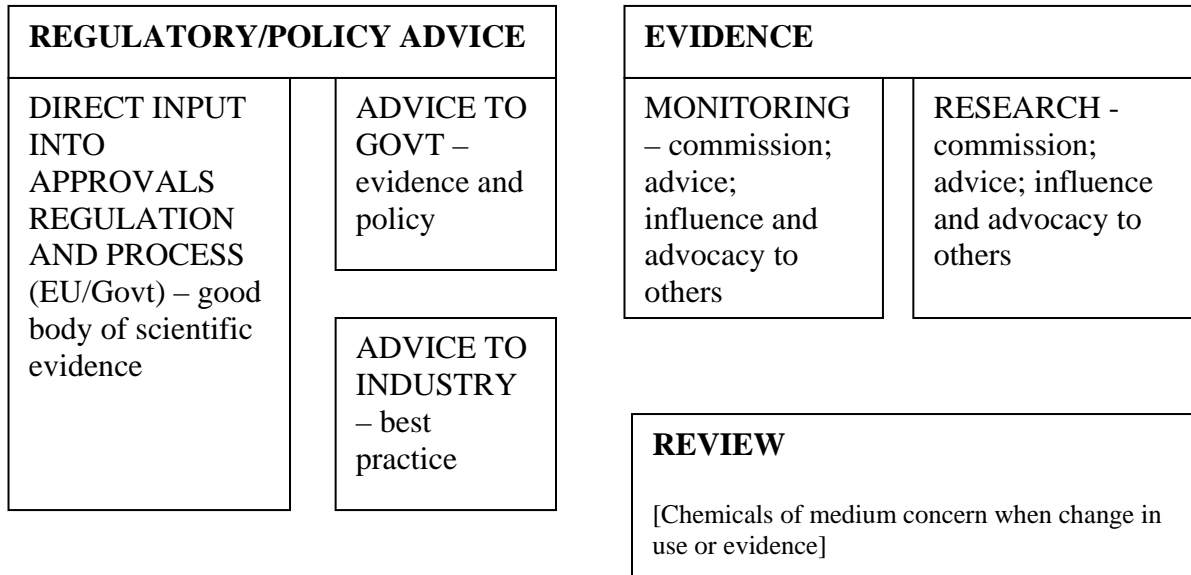 REGULATORY/POLICY ADVICE
DIRECT INPUT
INTO
APPROVALS
REGULATION
AND PROCESS
(EU/Govt) – good
body of scientific
evidence
ADVICE TO
GOVT –
evidence and
policy
ADVICE TO
INDUSTRY
– best
practice
EVIDENCE
MONITORING
– commission;
advice;
influence and
advocacy to
others
RESEARCH -
commission;
advice; influence
and advocacy to
others
REVIEW
[Chemicals of medium concern when change in
use or evidence]